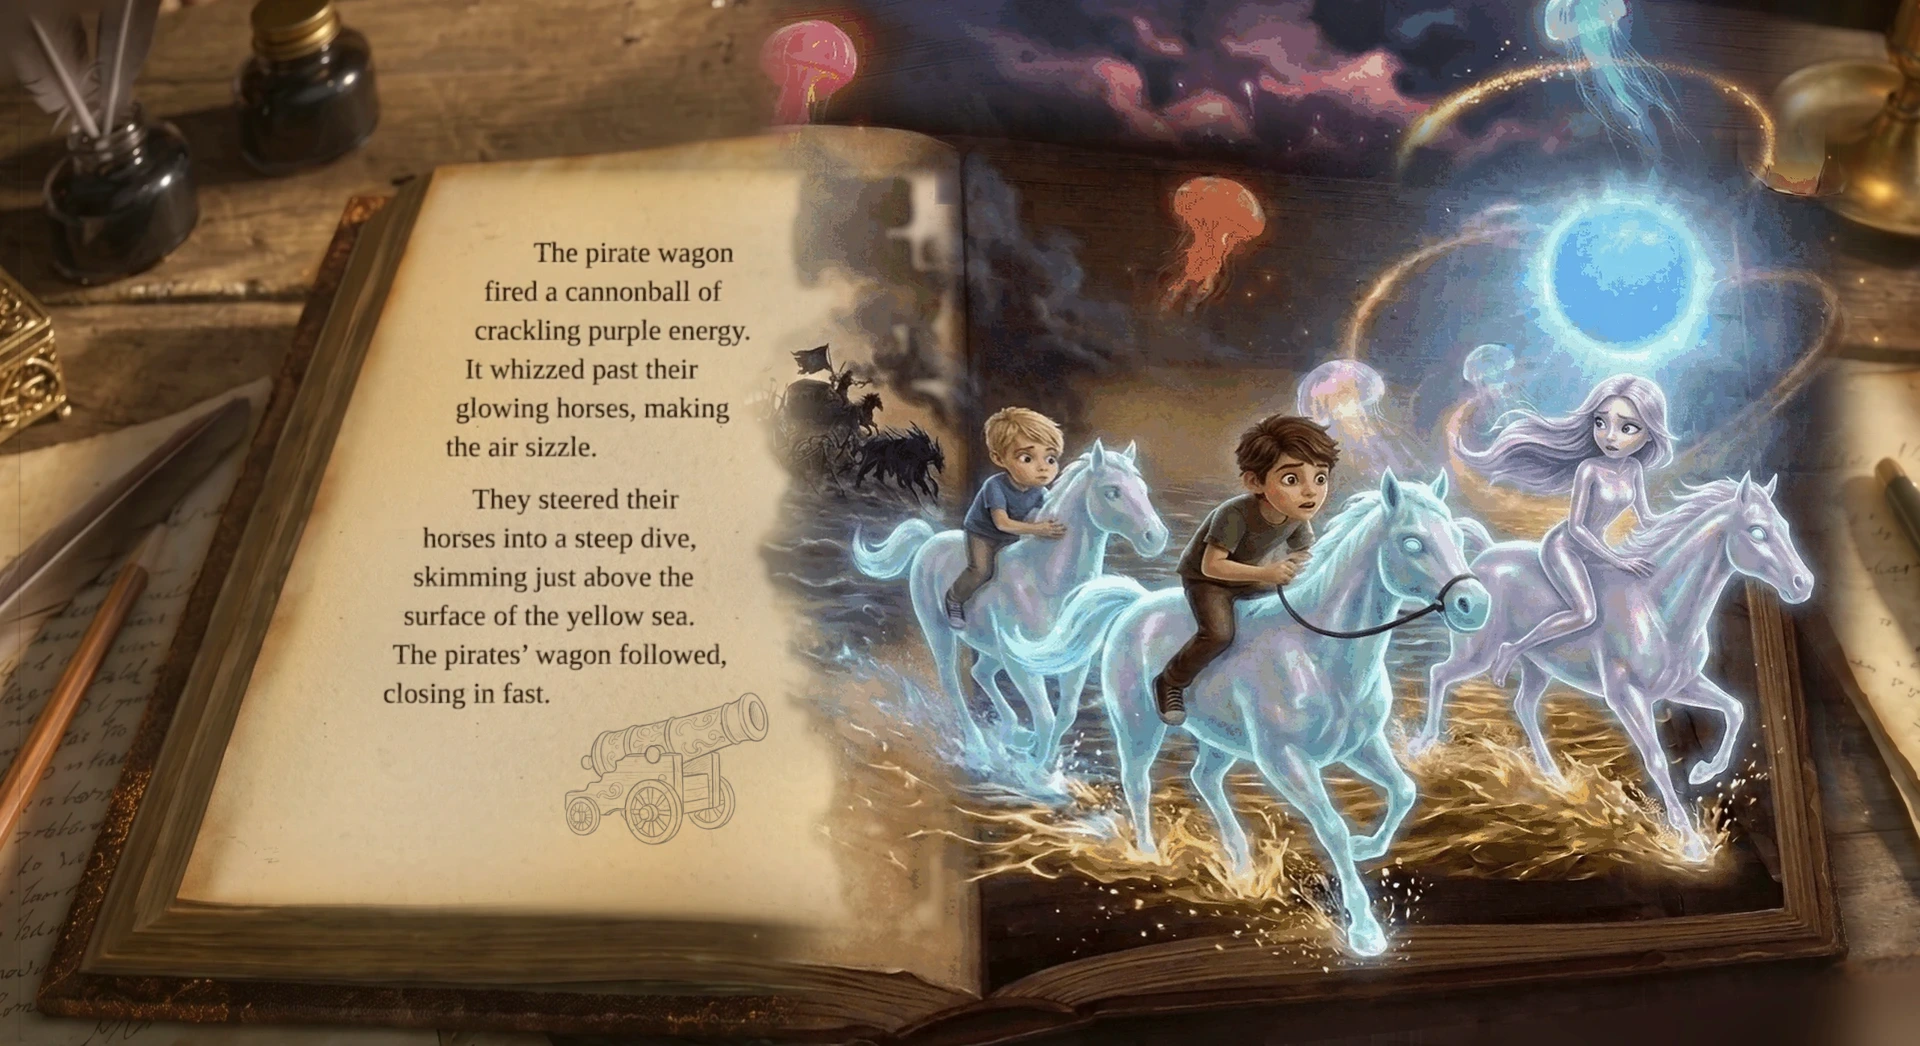 The pirate wagon
fired a cannonball of
crackling purple energy.
It whizzed past their
glowing horses, making
the air sizzle.
They steered their
horses into a steep dive,
skimming just above the
surface of the yellow sea.
The pirates’ wagon followed,
closing in fast.